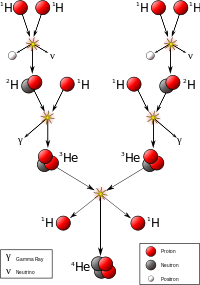 ¹H ¹H ¹H ¹H
ν ν
²H ¹H ¹H ²H
γ γ
³He ³He
¹H ¹H
⁴He
γ Gamma Ray
ν Neutrino
Proton
Neutron
Positron